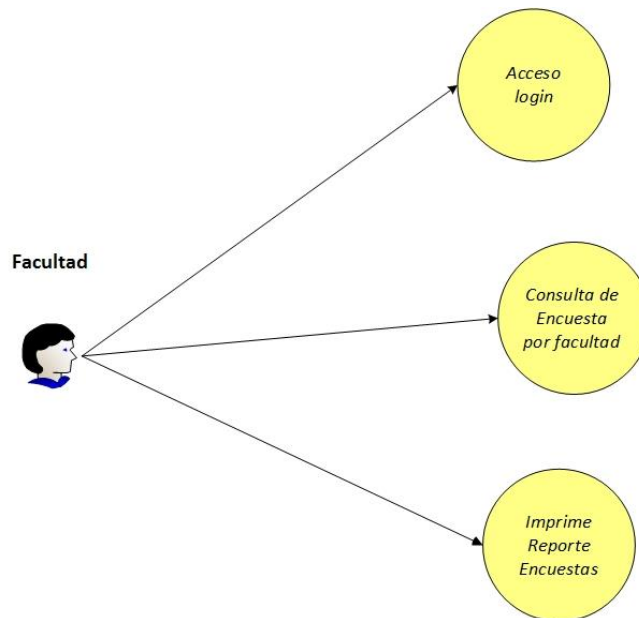 Acceso
login
Facultad
Consulta de
Encuesta
por facultad
Imprime
Reporte
Encuestas